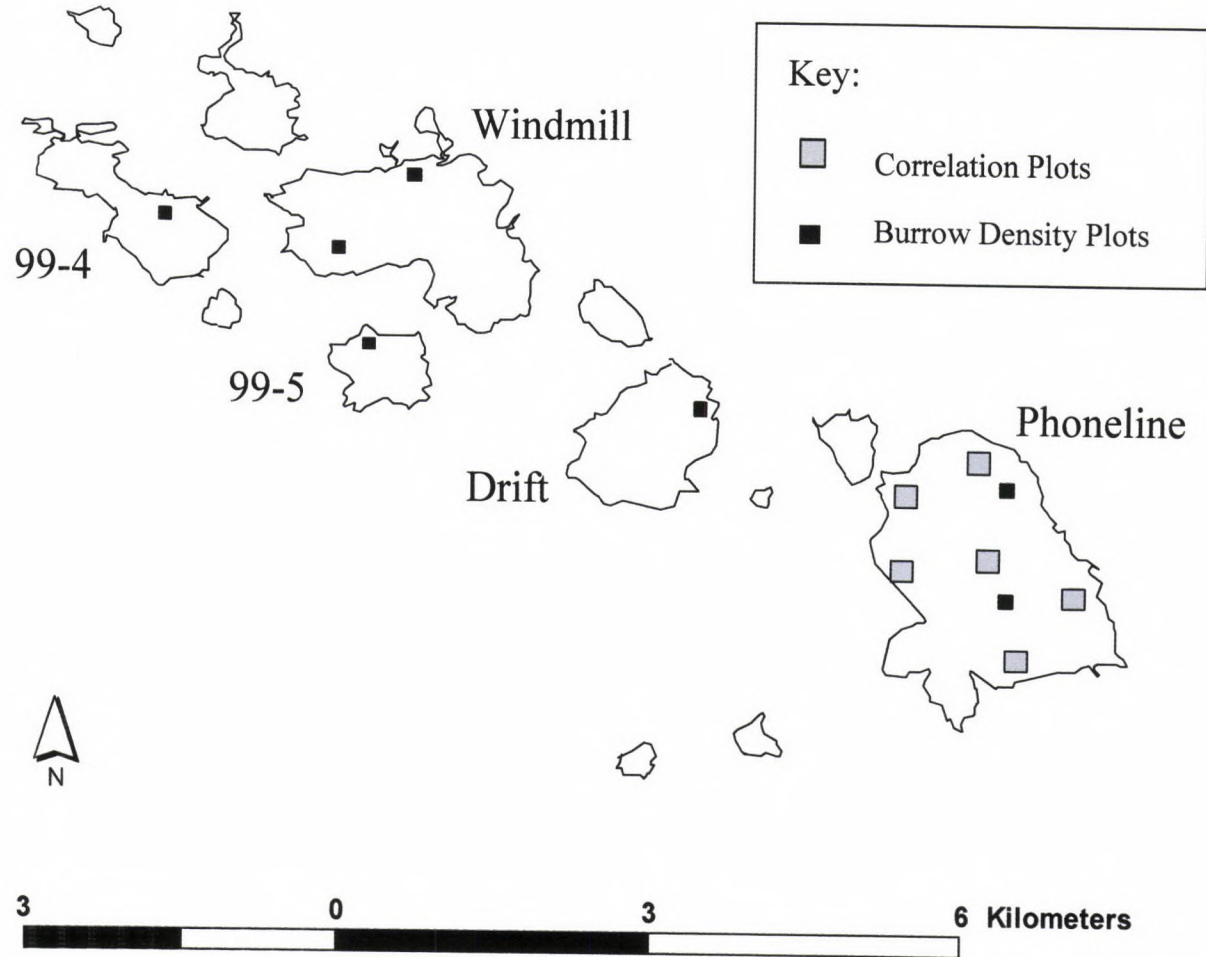 Key:
Correlation Plots
Burrow Density Plots
Windmill
99-4
99-5
Drift
Phoneline
N
3 0 3 6 Kilometers